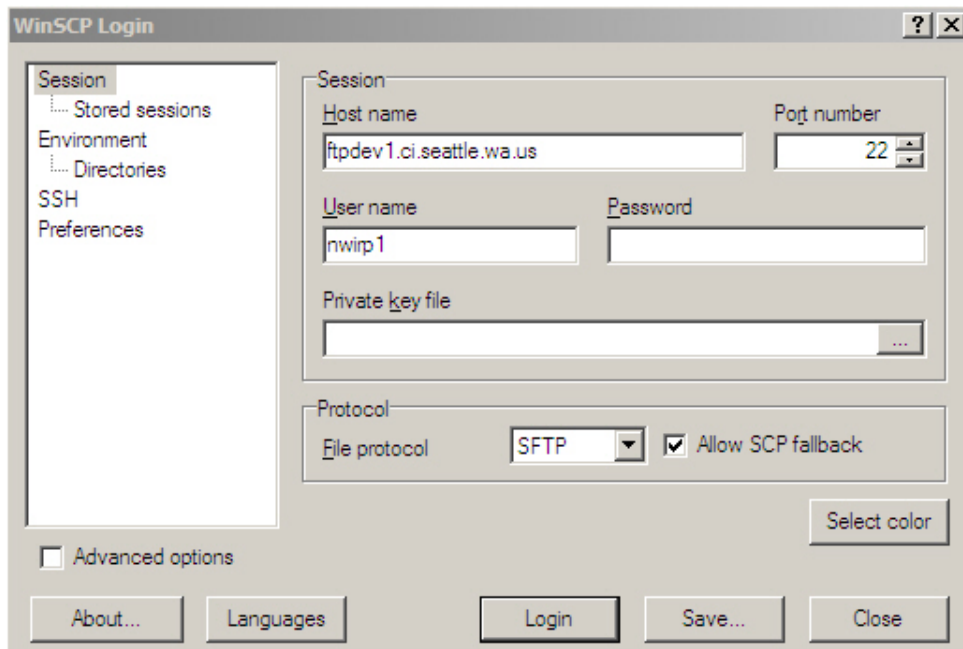 WinSCP Login
Session
Stored sessions
Environment
Directories
SSH
Preferences
Advanced options
Session
Host name
Port number
ftpdev1.ci.seattle.wa.us
22
User name
Password
nwirp1
Private key file
...
Protocol
File protocol
SFTP
Allow SCP fallback
Select color
About...
Languages
Login
Save...
Close